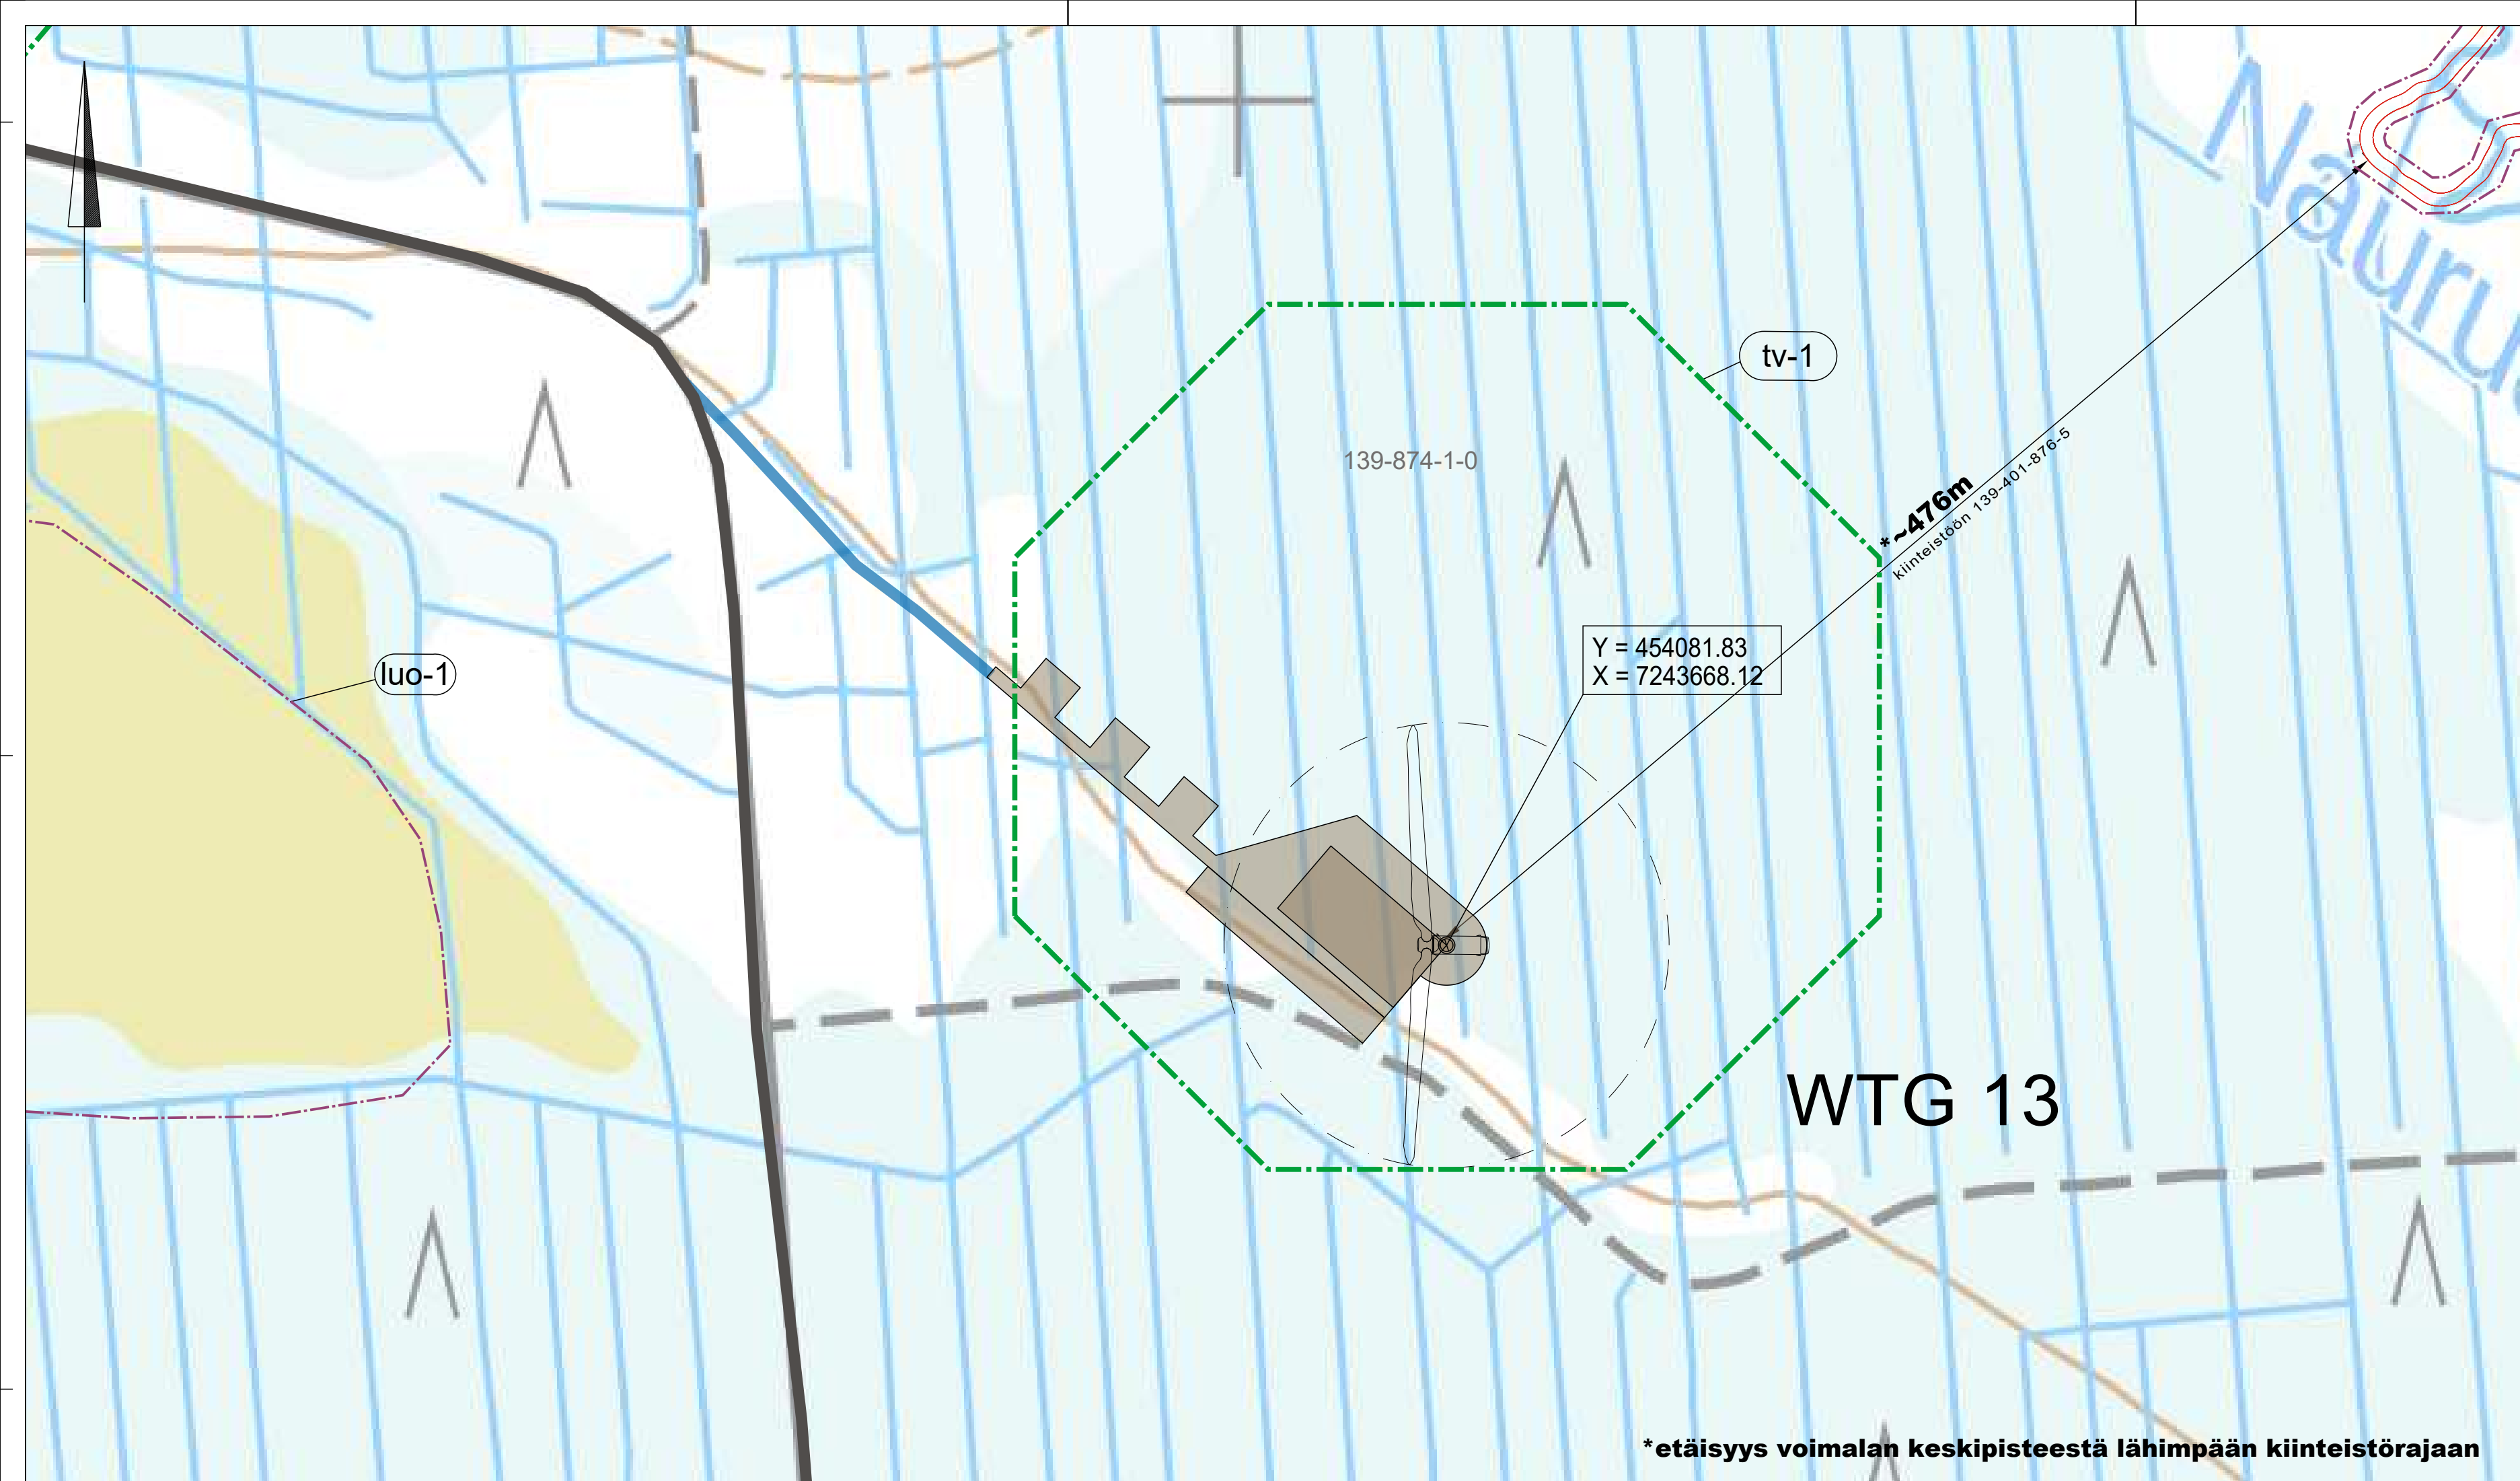 Nauru
tv-1
139-874-1-0
*~476m
kiinteistöön 139-401-876-5
Y = 454081.83
X = 7243668.12
luo-1
WTG 13
*etäisyys voimalan keskipisteestä lähimpään kiinteistörajaan